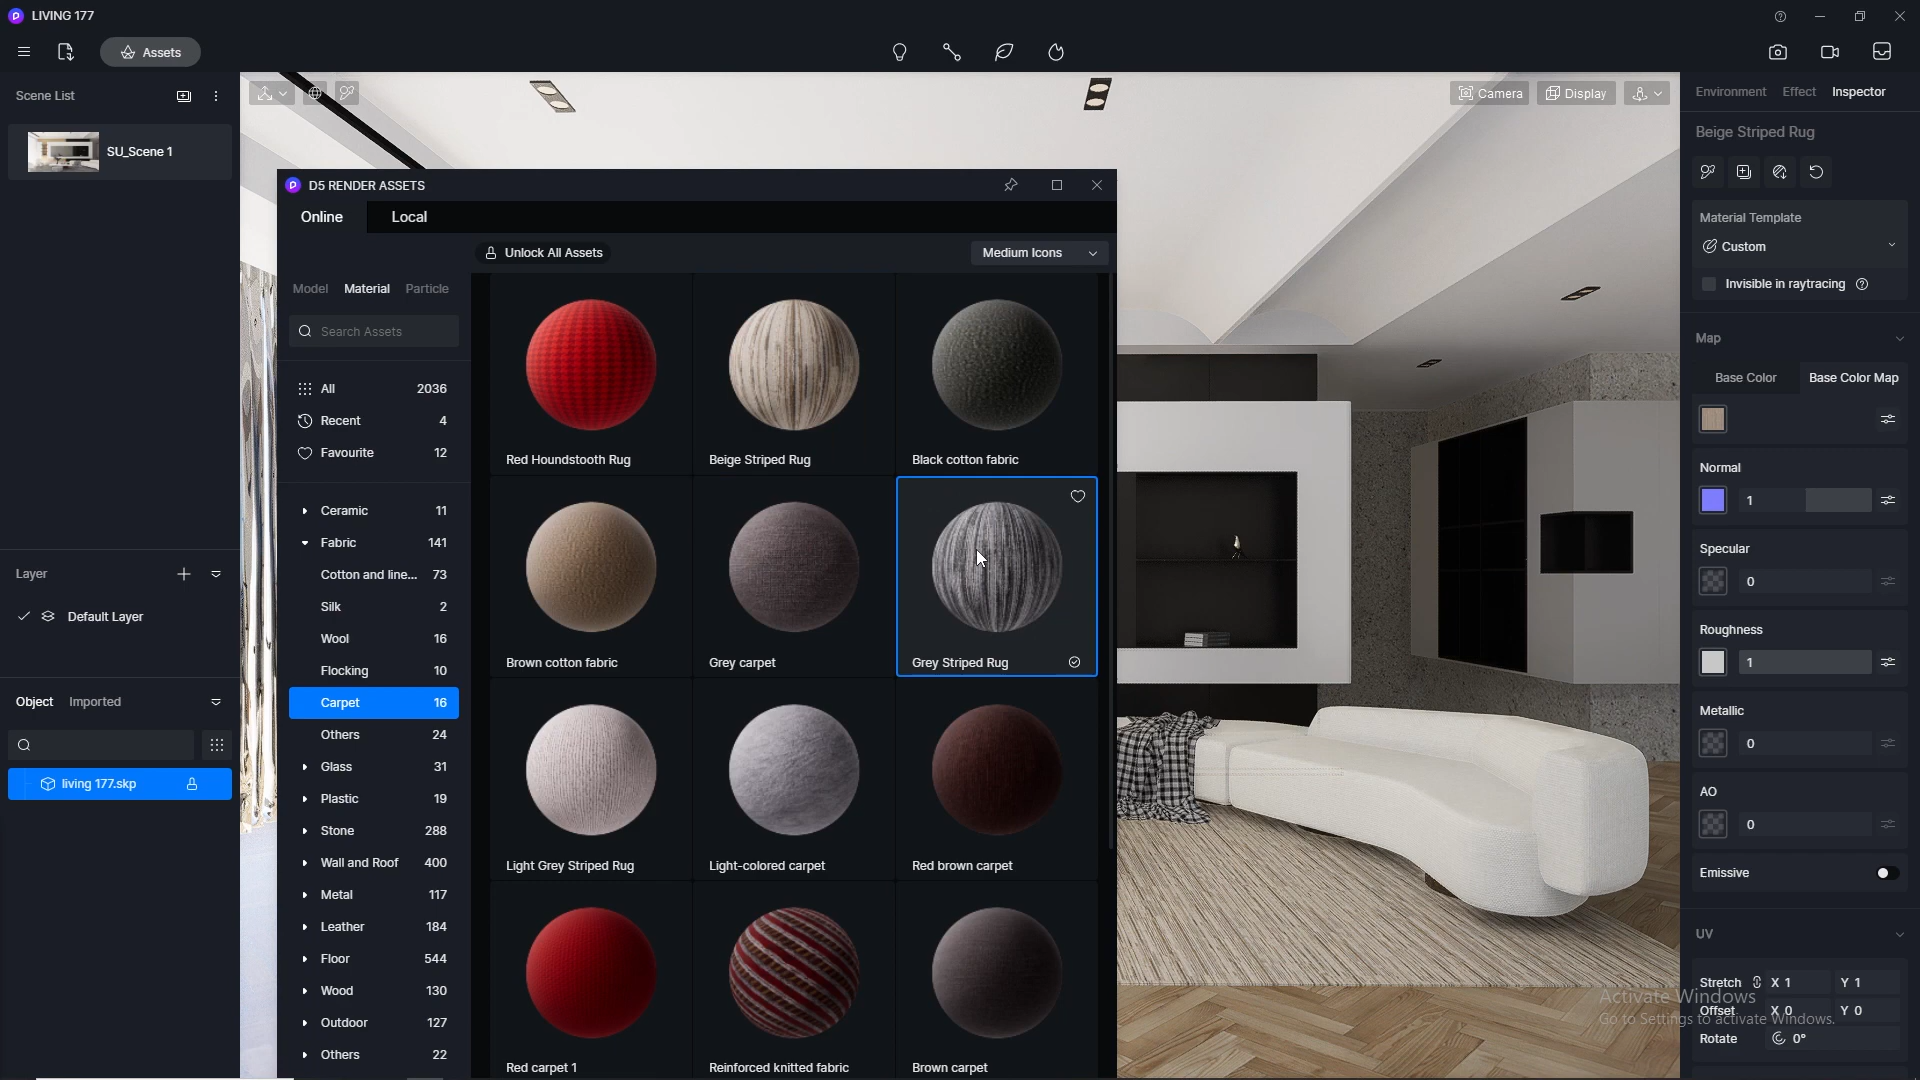 LIVING 177
Assets
Scene List
SU_Scene 1
Layer
Default Layer
Object Imported
living 177.skp
D5 RENDER ASSETS
Online Local
Unlock All Assets
Medium Icons
Model Material Particle
Search Assets
All 2036
Recent 4
Favourite 12
Ceramic 11
Fabric 141
Cotton and line... 73
Silk 2
Wool 16
Flocking 10
Carpet 16
Others 24
Glass 31
Plastic 19
Stone 288
Wall and Roof 400
Metal 117
Leather 184
Floor 544
Wood 130
Outdoor 127
Others 22
Red Houndstooth Rug
Beige Striped Rug
Black cotton fabric
Brown cotton fabric
Grey carpet
Grey Striped Rug
Light Grey Striped Rug
Light-colored carpet
Red brown carpet
Red carpet 1
Reinforced knitted fabric
Brown carpet
Camera
Display
Environment Effect Inspector
Beige Striped Rug
Material Template
Custom
Invisible in raytracing
Map
Base Color Base Color Map
Normal
1
Specular
0
Roughness
1
Metallic
0
AO
0
Emissive
UV
Stretch X 1 Y 1
Offset X 0 Y 0
Rotate 0°
Activate Windows
Go to Settings to activate Windows.